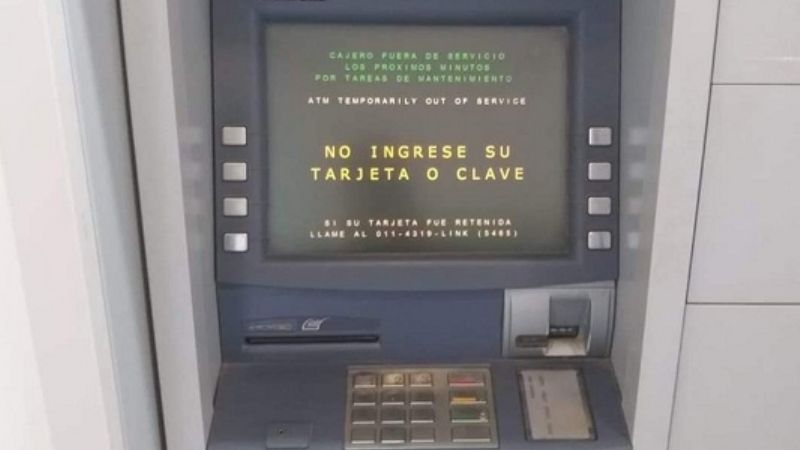 CAJERO FUERA DE SERVICIO
LOS PROXIMOS MINUTOS
POR TAREAS DE MANTENIMIENTO
ATM TEMPORARILY OUT OF SERVICE
NO INGRESE SU
TARJETA O CLAVE
SI SU TARJETA FUE RETENIDA
LLAME AL 011-4319-LINK (5465)